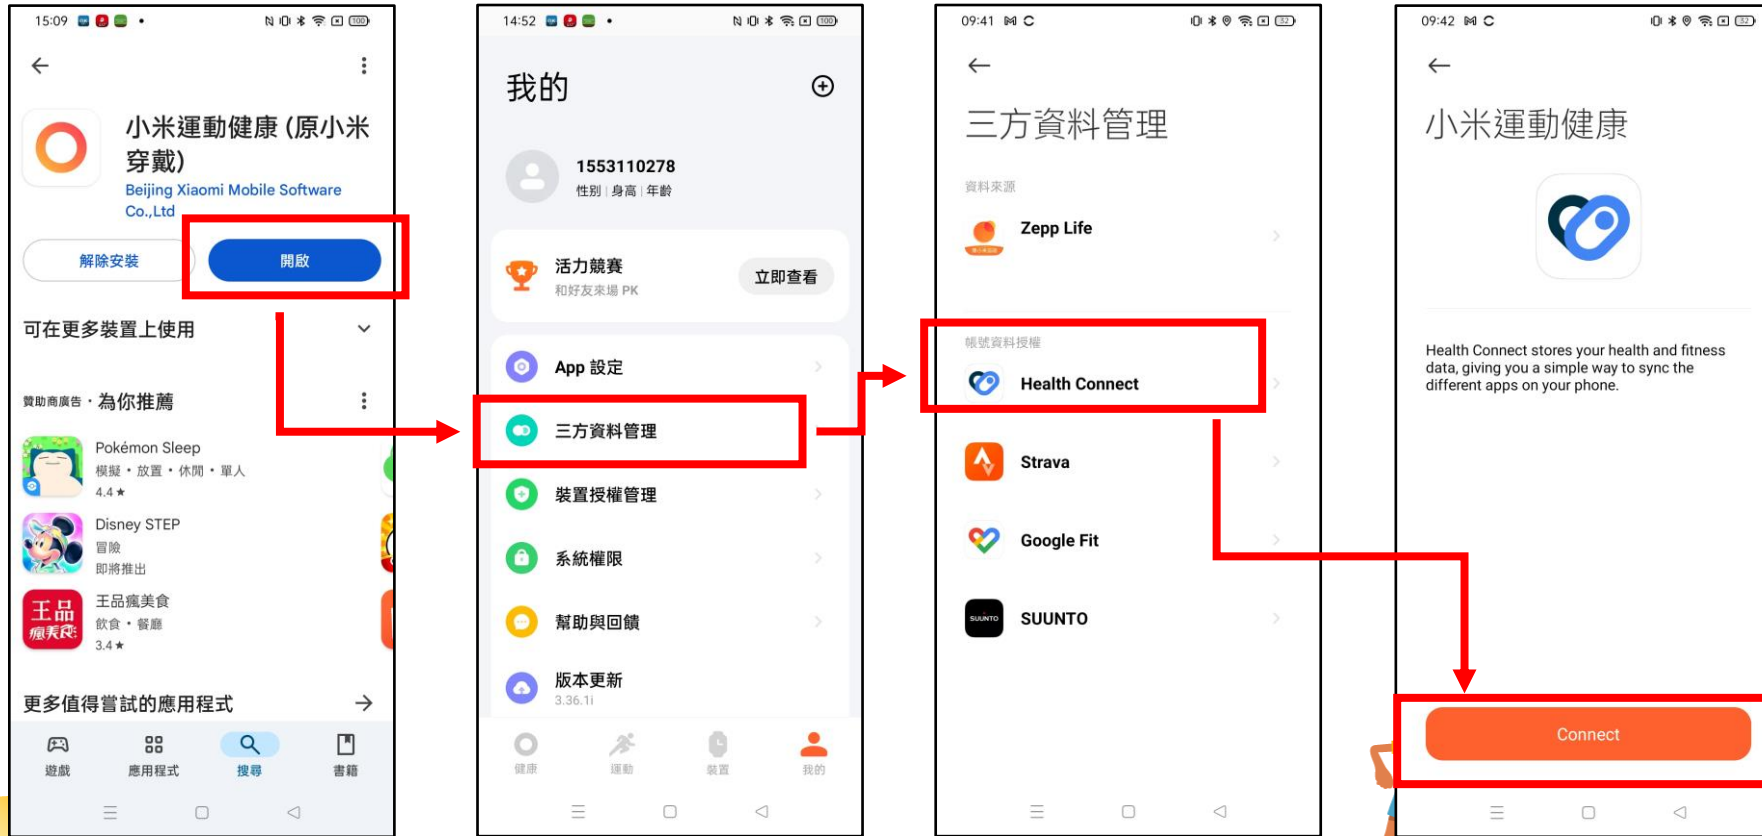 15:09
100
小米運動健康 (原小米
穿戴)
Beijing Xiaomi Mobile Software
Co.,Ltd
解除安裝
開啟
可在更多裝置上使用
贊助商廣告・為你推薦
Pokémon Sleep
模擬・放置・休閒・單人
4.4★
Disney STEP
冒險
即將推出
王品
瘋美食
王品瘋美食
飲食・餐廳
3.4★
更多值得嘗試的應用程式
遊戲
應用程式
搜尋
書籍
14:52
100
我的
1553110278
性別 | 身高 | 年齡
活力競賽
和好友來場 PK
立即查看
App 設定
三方資料管理
裝置授權管理
系統權限
幫助與回饋
版本更新
3.36.1i
健康
運動
裝置
我的
09:41
32
三方資料管理
資料來源
Zepp Life
帳號資料授權
Health Connect
Strava
Google Fit
SUUNTO
SUUNTO
09:42
32
小米運動健康
Health Connect stores your health and fitness
data, giving you a simple way to sync the
different apps on your phone.
Connect